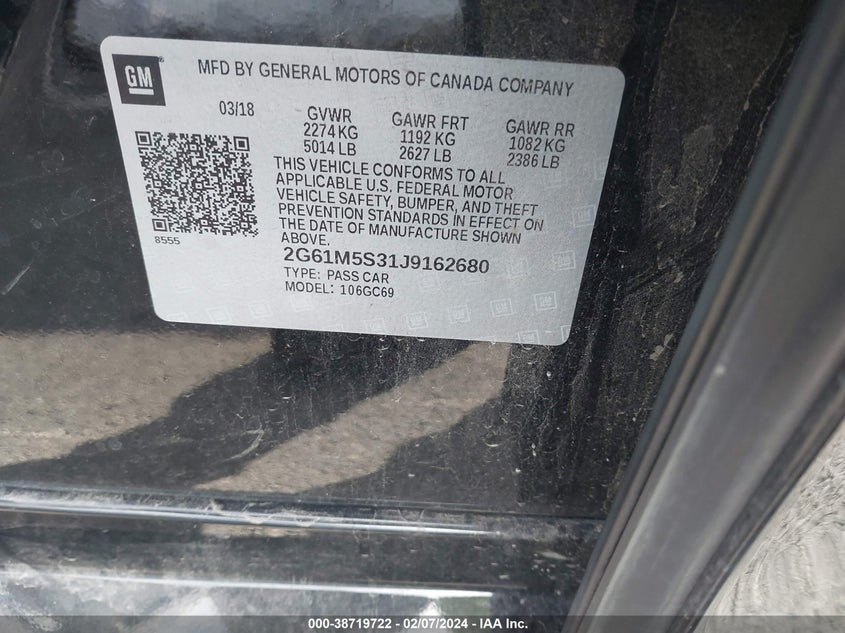 GM
MFD BY GENERAL MOTORS OF CANADA COMPANY
03/18
GVWR
2274 KG
5014 LB
GAWR FRT
1192 KG
2627 LB
GAWR RR
1082 KG
2386 LB
THIS VEHICLE CONFORMS TO ALL
APPLICABLE U.S. FEDERAL MOTOR
VEHICLE SAFETY, BUMPER, AND THEFT
PREVENTION STANDARDS IN EFFECT ON
THE DATE OF MANUFACTURE SHOWN
ABOVE.
8555
2G61M5S31J9162680
TYPE: PASS CAR
MODEL: 106GC69
000-38719722 — 02/07/2024 — IAA Inc.